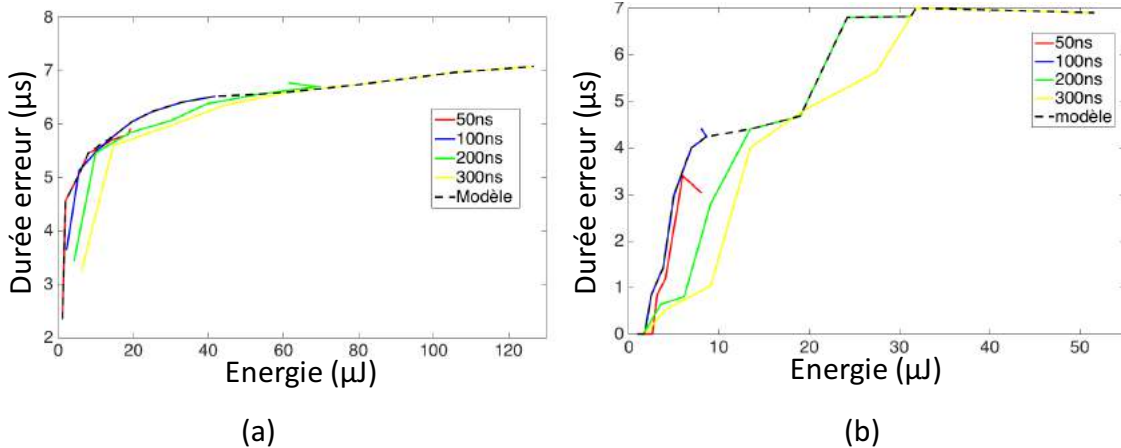 8
7
6
5
4
3
2
Durée erreur (µs)
50ns
100ns
200ns
300ns
Modèle
0 20 40 60 80 100 120
Energie (µJ)
(a)
7
6
5
4
3
2
1
0
Durée erreur (µs)
50ns
100ns
200ns
300ns
modèle
0 10 20 30 40 50
Energie (µJ)
(b)